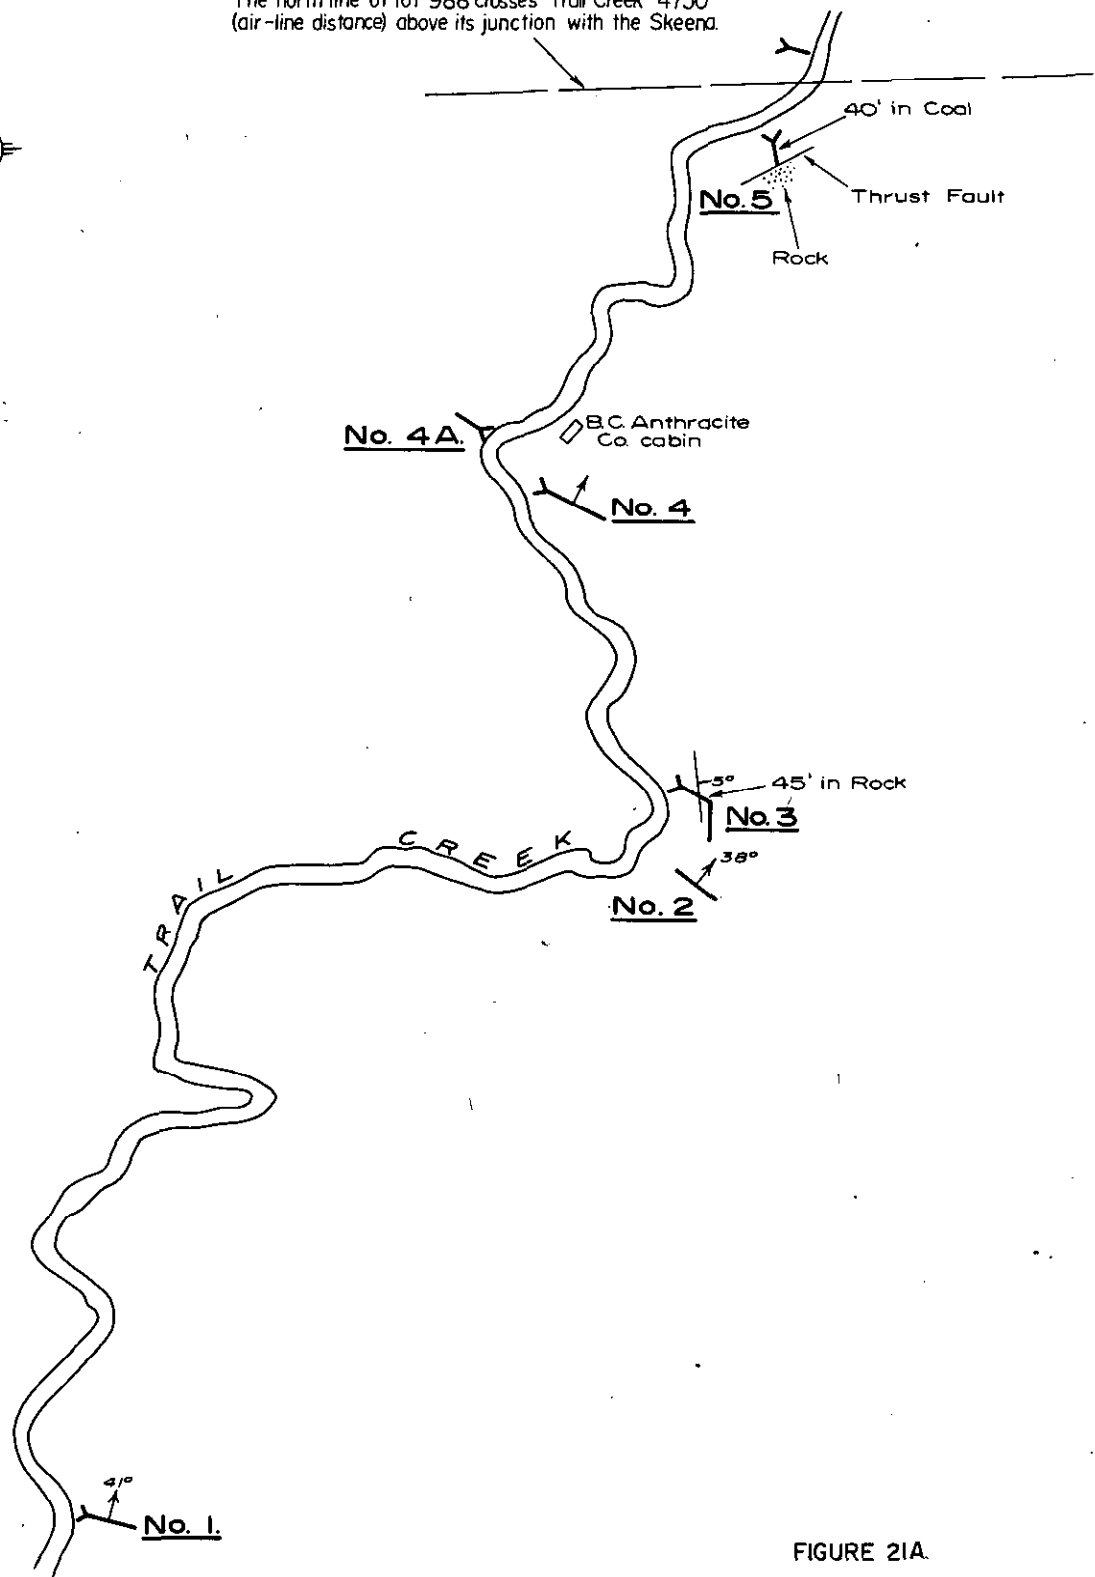 The north line of lot 988 crosses Trail Creek 4750'
(air-line distance) above its junction with the Skeena.
40' in Coal
No. 5
Thrust Fault
Rock
No. 4A.
B.C. Anthracite
Co. cabin
No. 4
5°
45' in Rock
No. 3
TRAIL CREEK
38°
No. 2
41°
No. 1.
FIGURE 21A.